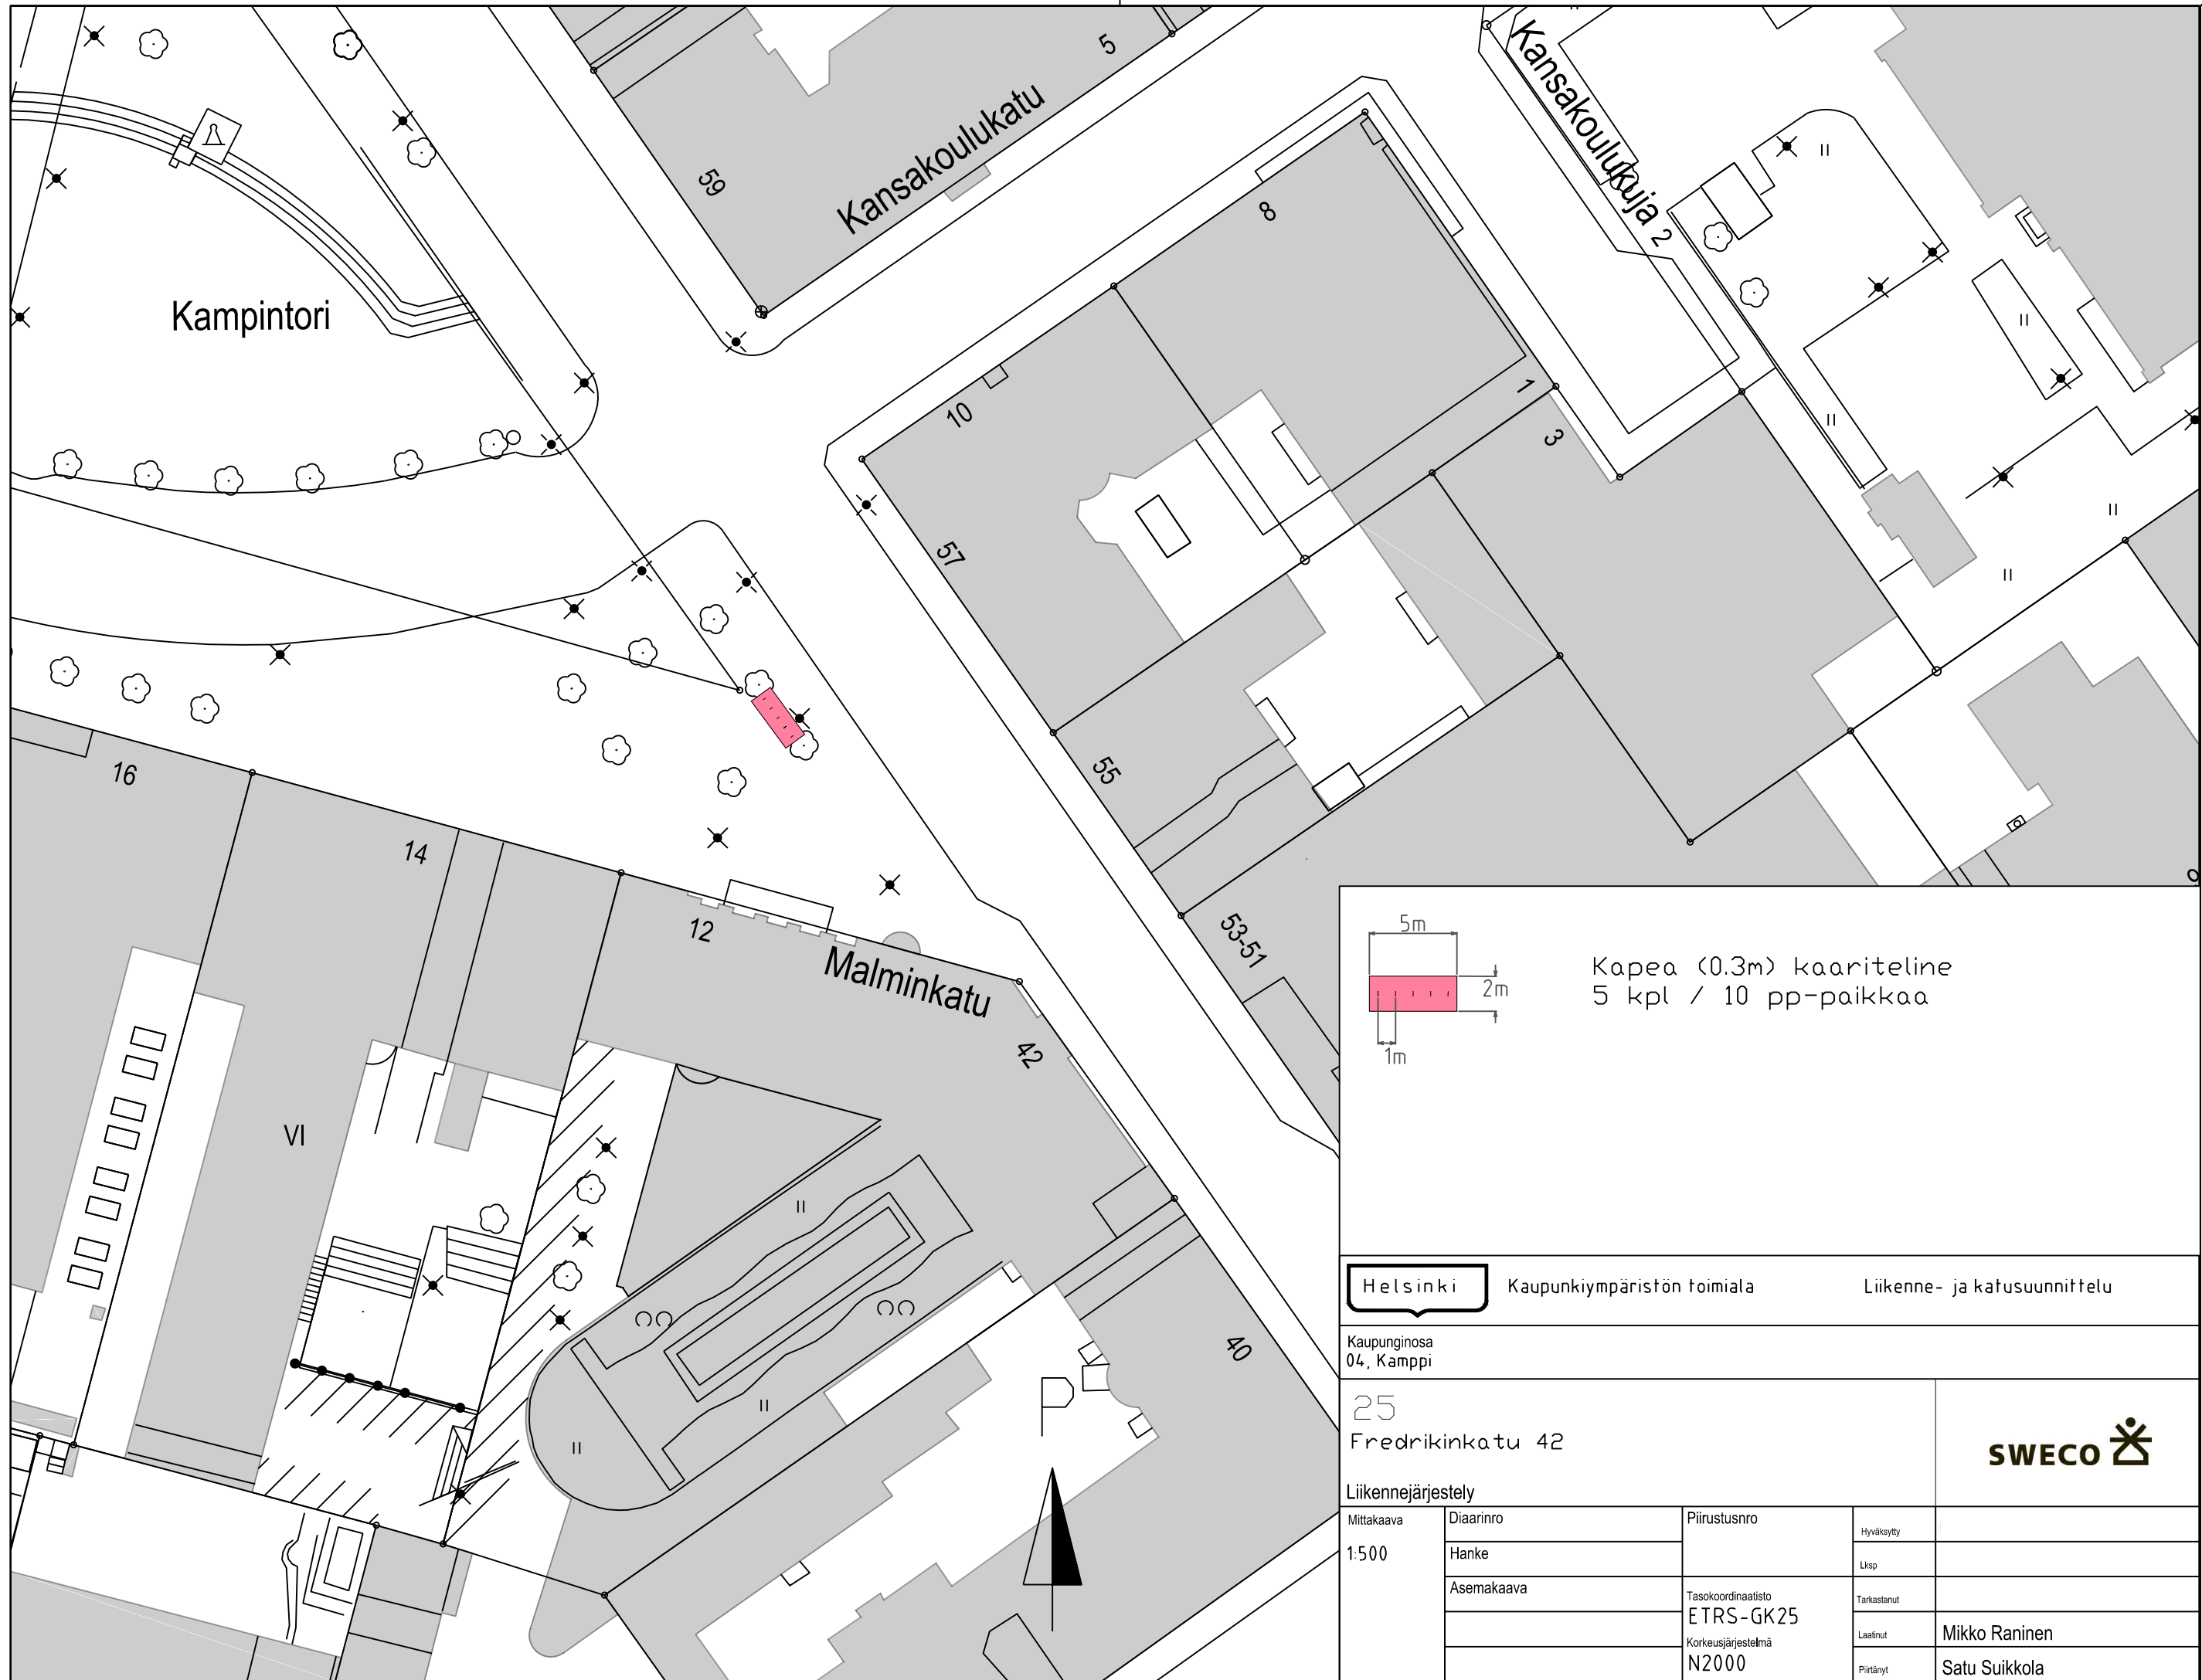 5
Kansakoulukatu
59
Kansakoulukuja 2
8
Kampintori
10
1
3
57
55
16
14
12
Malminkatu
53-51
42
VI
40
P
9
5m
2m
1m
Kapea (0.3m) kaariteline
5 kpl / 10 pp-paikkaa
Helsinki Kaupunkiympäristön toimiala Liikenne- ja katusuunnittelu
Kaupunginosa
04, Kamppi
25
Fredrikinkatu 42
SWECO
Liikennejärjestely
Mittakaava
1:500
Diaarinro
Hanke
Asemakaava
Piirustusnro
Tasokoordinaatisto
ETRS-GK25
Korkeusjärjestelmä
N2000
Hyväksytty
Lksp
Tarkastanut
Laatinut Mikko Raninen
Piirtänyt Satu Suikkola